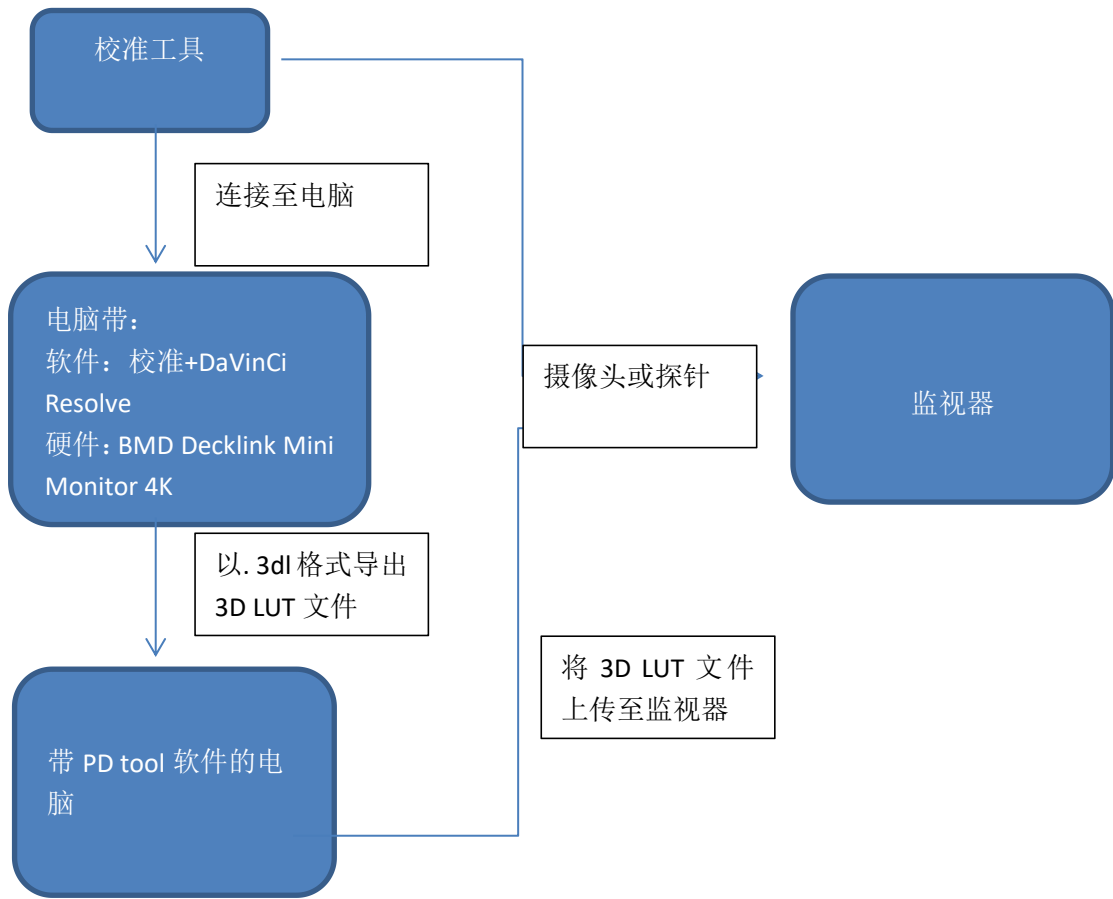 校准工具
连接至电脑
电脑带：
软件：校准+DaVinCi
Resolve
硬件：BMD Decklink Mini
Monitor 4K
摄像头或探针
监视器
以. 3dl 格式导出
3D LUT 文件
将 3D LUT 文件
上传至监视器
带 PD tool 软件的电
脑